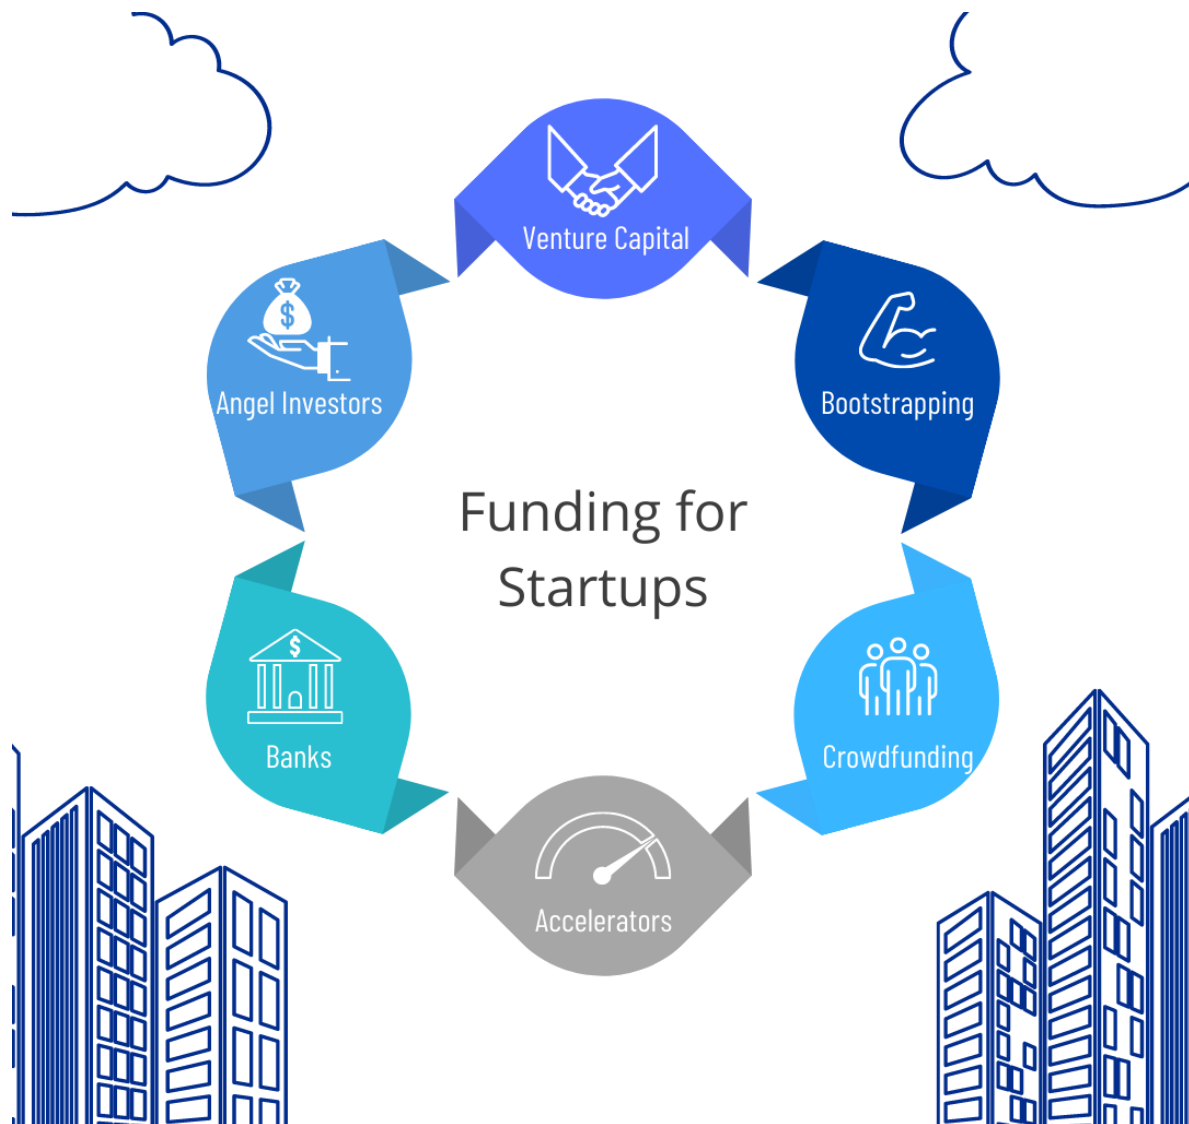 Venture Capital
Angel Investors
Bootstrapping
$
Funding for
Startups
$
Banks
Crowdfunding
Accelerators